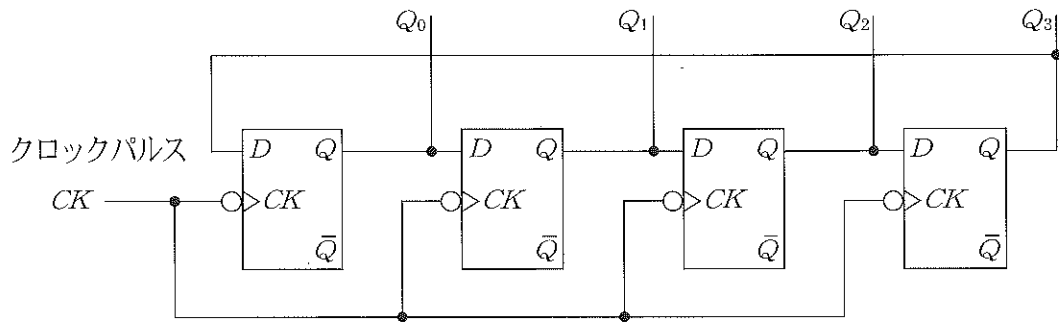 Q₀ Q₁ Q₂ Q₃
クロックパルス
D Q D Q D Q D Q
CK CK CK CK CK
Q̅ Q̅ Q̅ Q̅